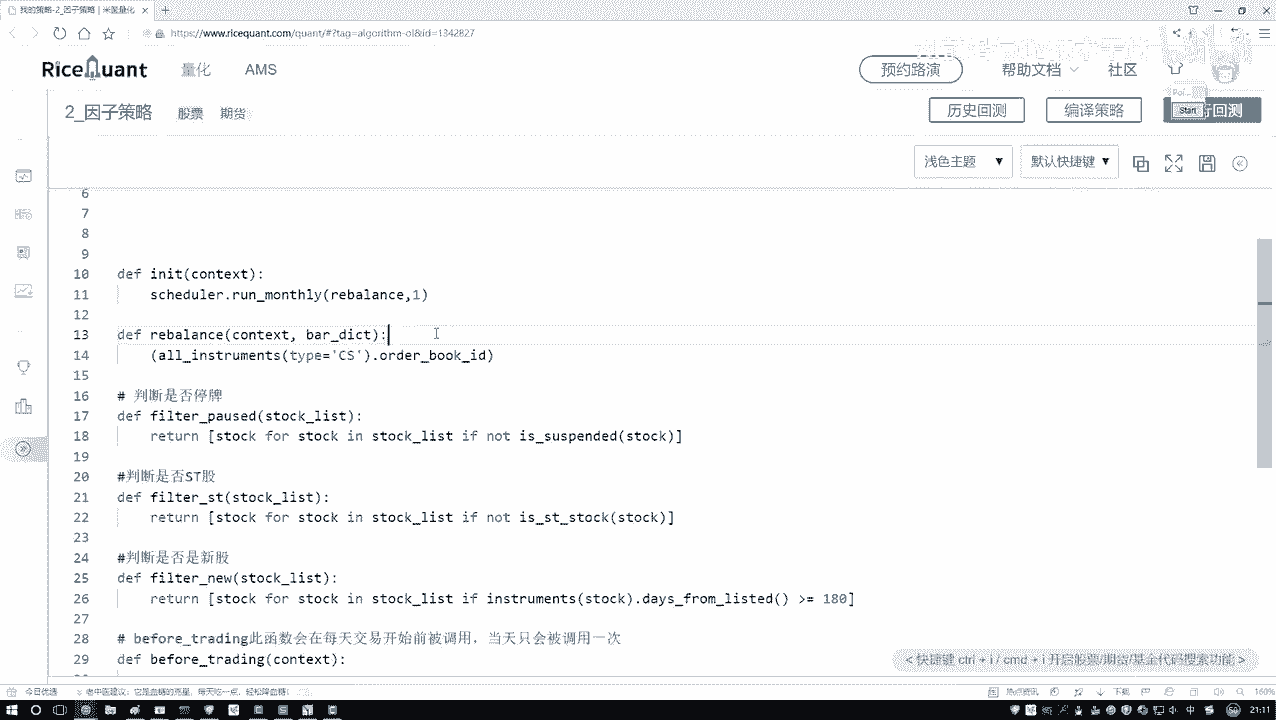 我的策略-2_因子策略 | 米筐量化
https://www.ricequant.com/quant/#?tag=algorithm-ol&id=1342827
RiceQuant 量化 AMS 预约路演 帮助文档 社区
2_因子策略 股票 期货 历史回测 编译策略 Start 行回测
浅色主题 ▼ 默认快捷键 ▼
6
7
8
9
10 def init(context):
11 scheduler.run_monthly(rebalance,1)
12
13 def rebalance(context, bar_dict):
14 (all_instruments(type='CS').order_book_id)
15
16 # 判断是否停牌
17 def filter_paused(stock_list):
18 return [stock for stock in stock_list if not is_suspended(stock)]
19
20 #判断是否ST股
21 def filter_st(stock_list):
22 return [stock for stock in stock_list if not is_st_stock(stock)]
23
24 #判断是否是新股
25 def filter_new(stock_list):
26 return [stock for stock in stock_list if instruments(stock).days_from_listed() >= 180]
27
28 # before_trading此函数会在每天交易开始前被调用，当天只会被调用一次
29 def before_trading(context):
< 快捷键 ctrl + i / cmd + i 开启股票/期货/基金代码搜索功能 >
今日优选 老中医建议：它是血糖的克星，每天吃一点，轻松降血糖！ 热点资讯 下载 160%
中 21:11